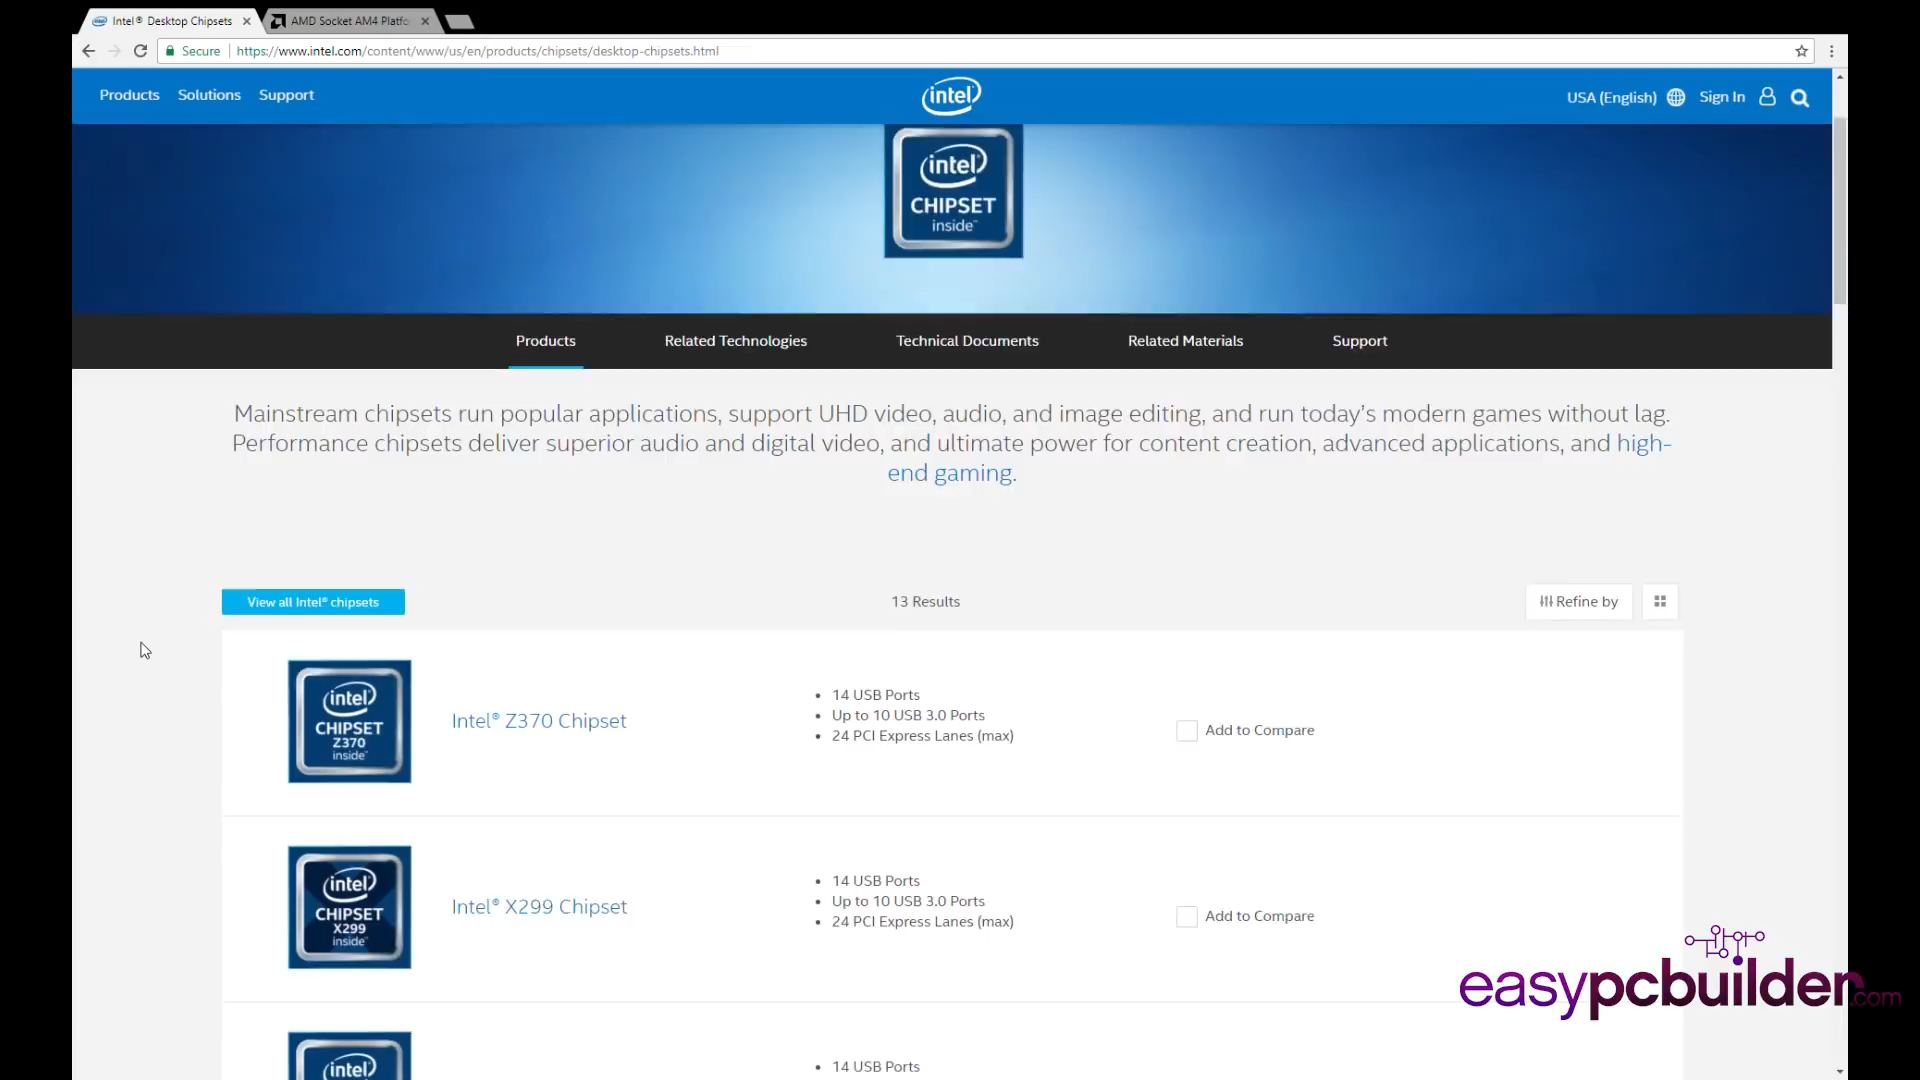 Intel® Desktop Chipsets
AMD Socket AM4 Platfo
Secure
https://www.intel.com/content/www/us/en/products/chipsets/desktop-chipsets.html
Products Solutions Support
intel
USA (English) Sign In
intel
CHIPSET
inside™
Products Related Technologies Technical Documents Related Materials Support
Mainstream chipsets run popular applications, support UHD video, audio, and image editing, and run today’s modern games without lag.
Performance chipsets deliver superior audio and digital video, and ultimate power for content creation, advanced applications, and high-
end gaming.
View all Intel® chipsets
13 Results
Refine by
intel
CHIPSET
Z370
inside™
Intel® Z370 Chipset
• 14 USB Ports
• Up to 10 USB 3.0 Ports
• 24 PCI Express Lanes (max)
Add to Compare
intel
CHIPSET
X299
inside™
Intel® X299 Chipset
• 14 USB Ports
• Up to 10 USB 3.0 Ports
• 24 PCI Express Lanes (max)
Add to Compare
easypcbuilder.com
intel
• 14 USB Ports